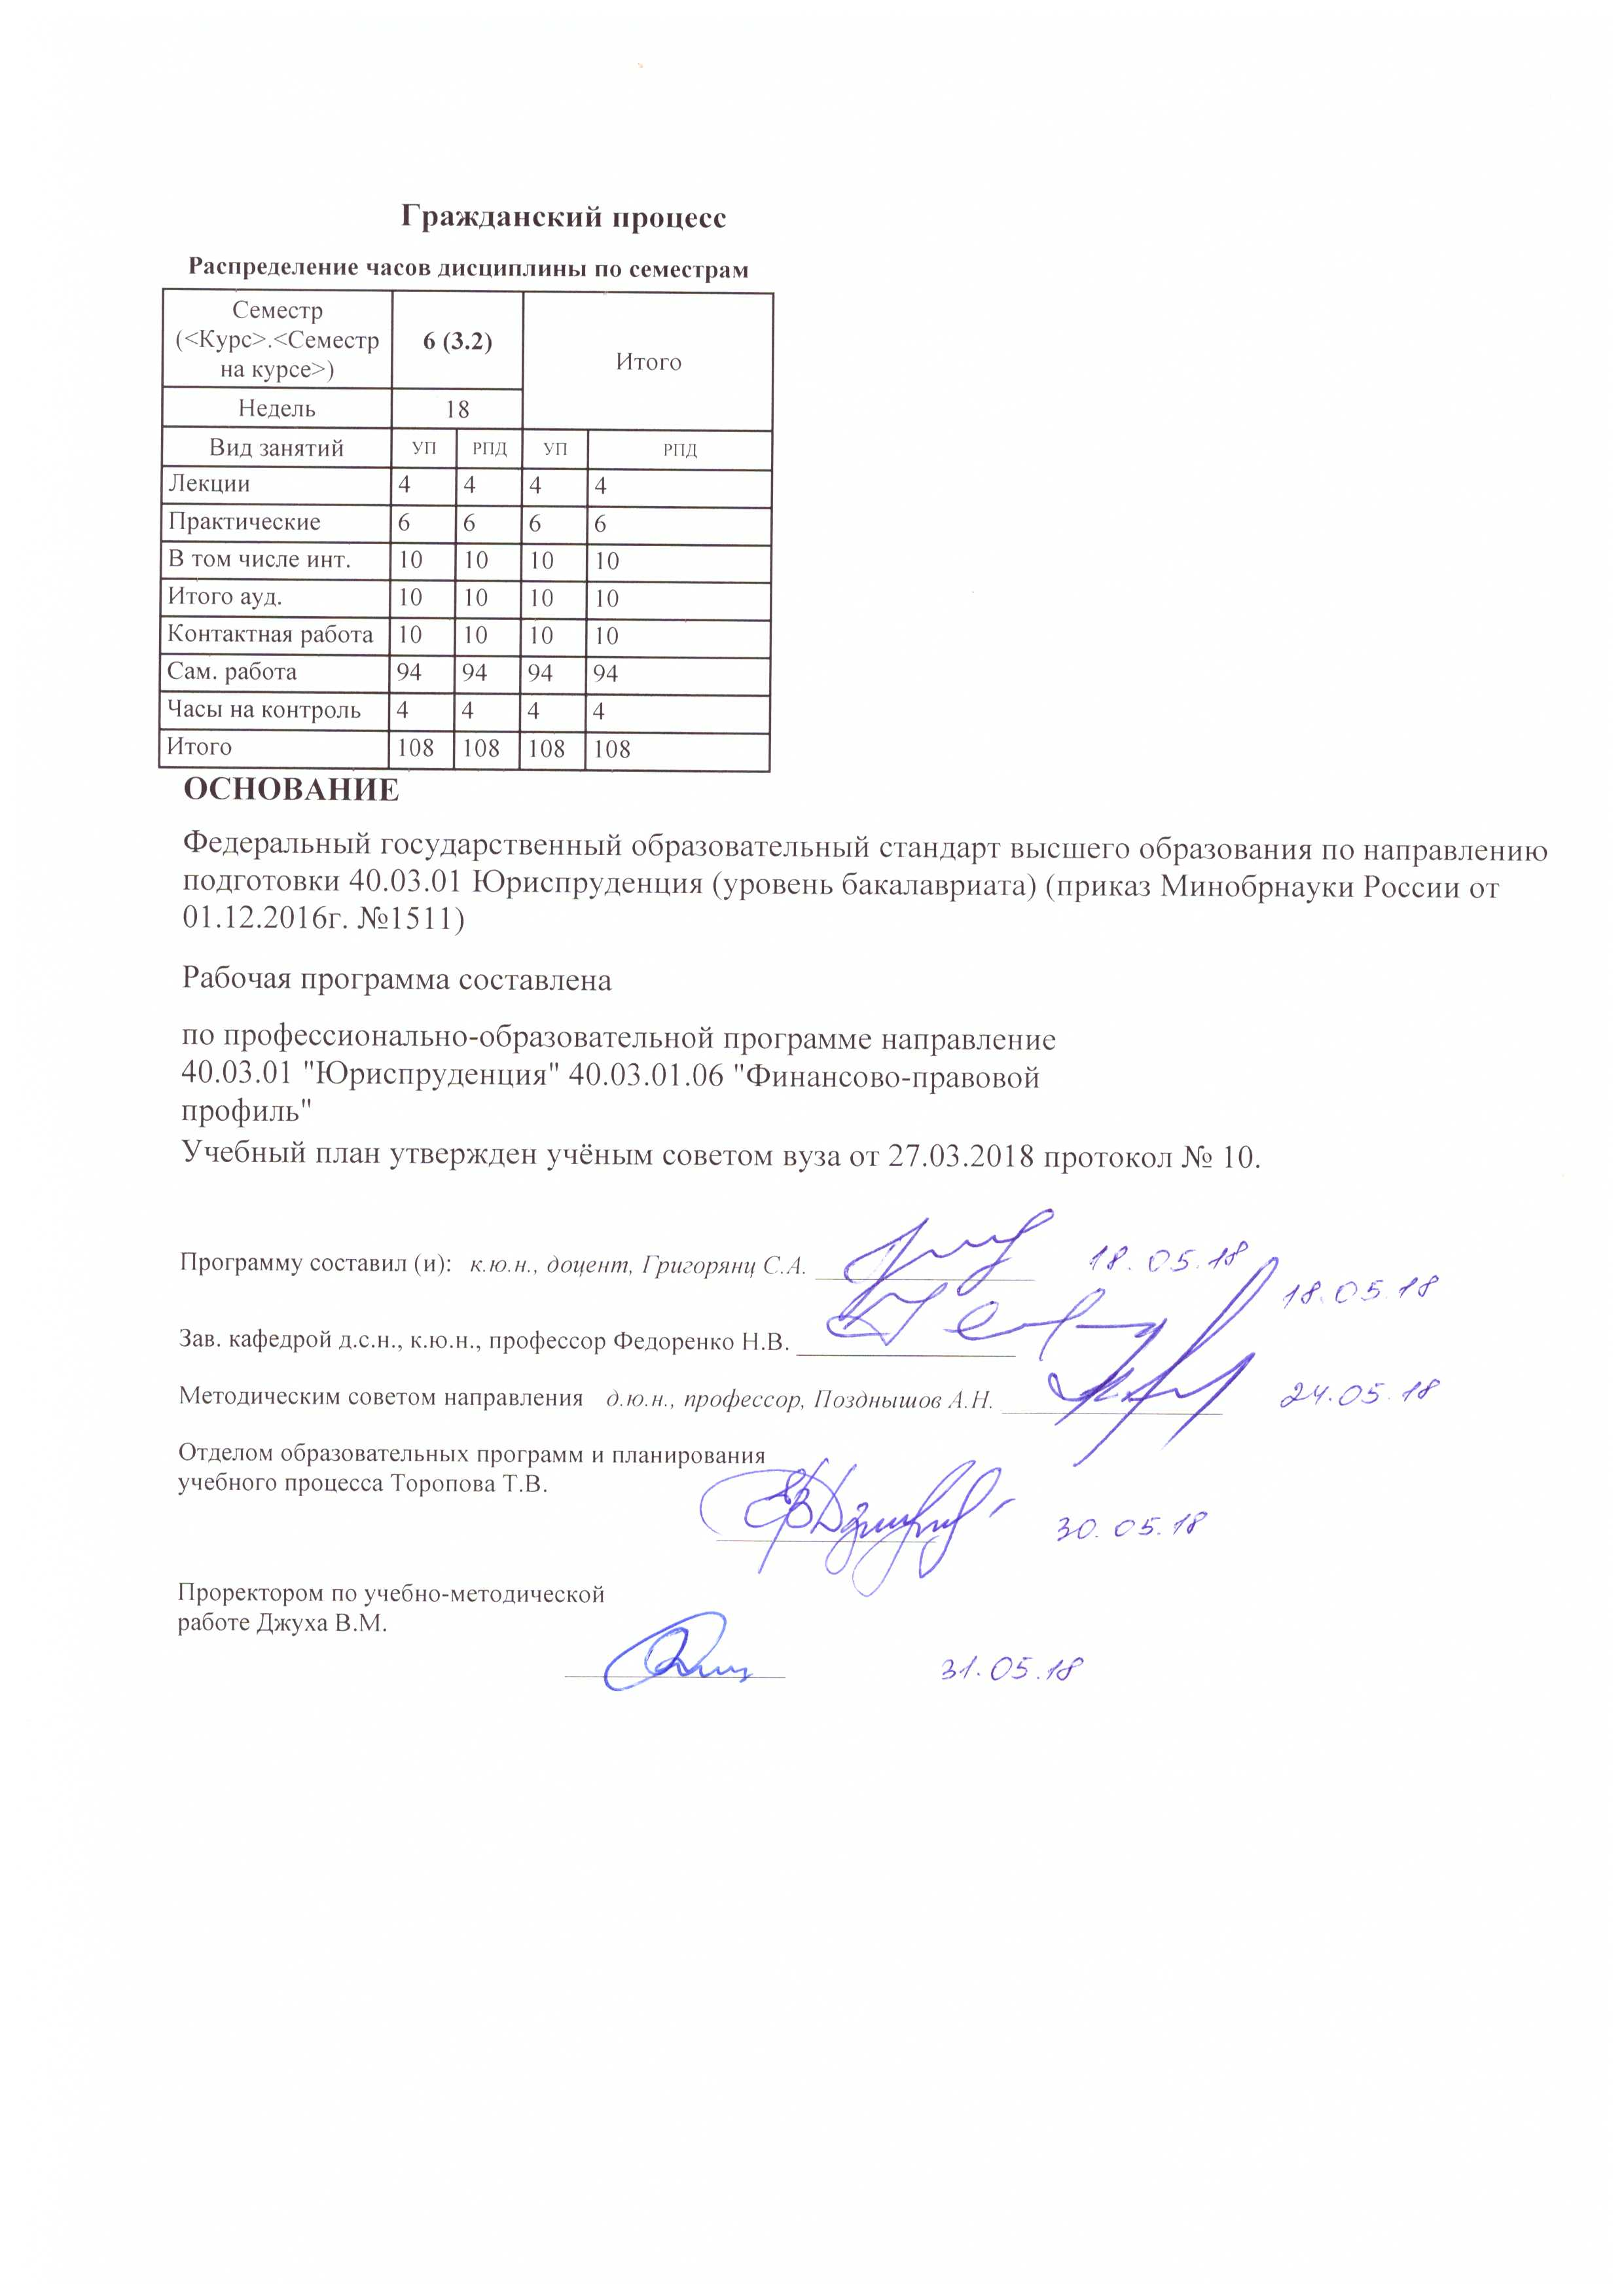 Гражданский процесс
Распределение часов дисциплины по семестрам
Семестр
(<Курс>.<Семестр
на курсе>)
6 (3.2)
Итого
Недель 18
Вид занятий УП РПД УП РПД
Лекции 4 4 4 4
Практические 6 6 6 6
В том числе инт. 10 10 10 10
Итого ауд. 10 10 10 10
Контактная работа 10 10 10 10
Сам. работа 94 94 94 94
Часы на контроль 4 4 4 4
Итого 108 108 108 108
ОСНОВАНИЕ
Федеральный государственный образовательный стандарт высшего образования по направлению
подготовки 40.03.01 Юриспруденция (уровень бакалавриата) (приказ Минобрнауки России от
01.12.2016г. №1511)
Рабочая программа составлена
по профессионально-образовательной программе направление
40.03.01 "Юриспруденция" 40.03.01.06 "Финансово-правовой
профиль"
Учебный план утвержден учёным советом вуза от 27.03.2018 протокол № 10.
Программу составил (и): к.ю.н., доцент, Григорянц С.А. 18.05.18
18.05.18
Зав. кафедрой д.с.н., к.ю.н., профессор Федоренко Н.В.
Методическим советом направления д.ю.н., профессор, Позднышов А.Н. 24.05.18
Отделом образовательных программ и планирования
учебного процесса Торопова Т.В.
30.05.18
Проректором по учебно-методической
работе Джуха В.М.
31.05.18